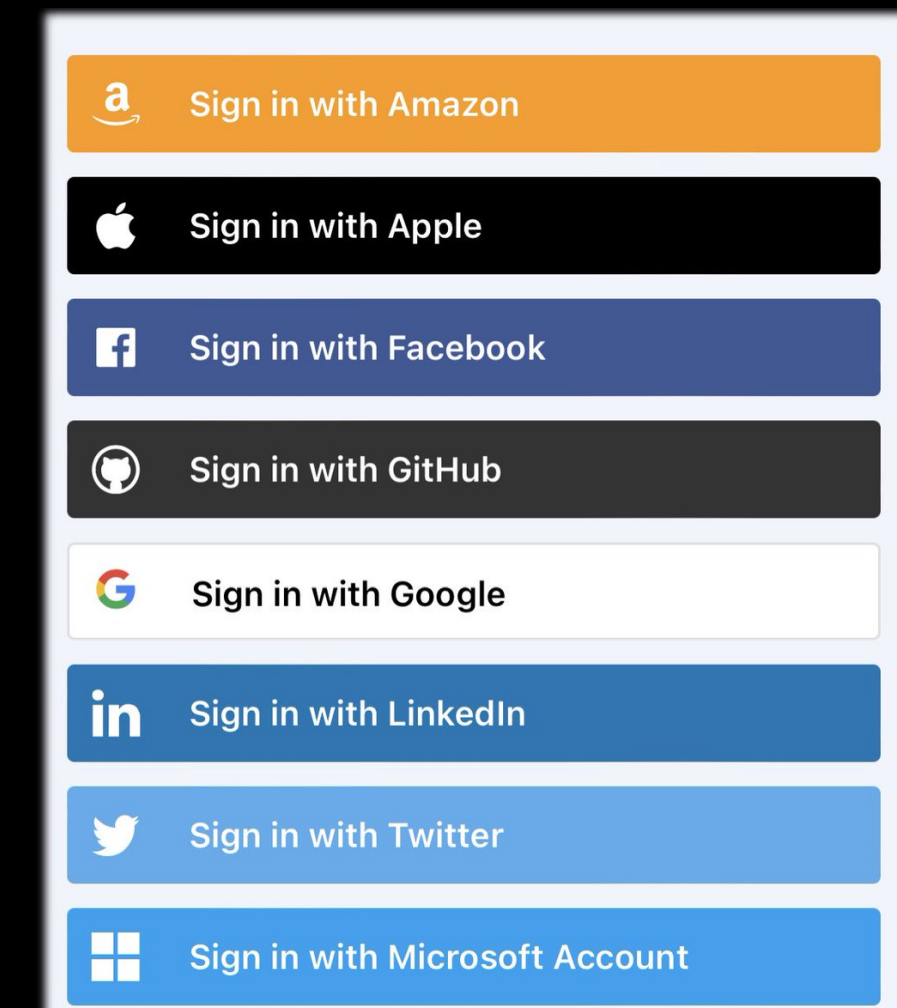 Sign in with Amazon
Sign in with Apple
Sign in with Facebook
Sign in with GitHub
Sign in with Google
Sign in with LinkedIn
Sign in with Twitter
Sign in with Microsoft Account